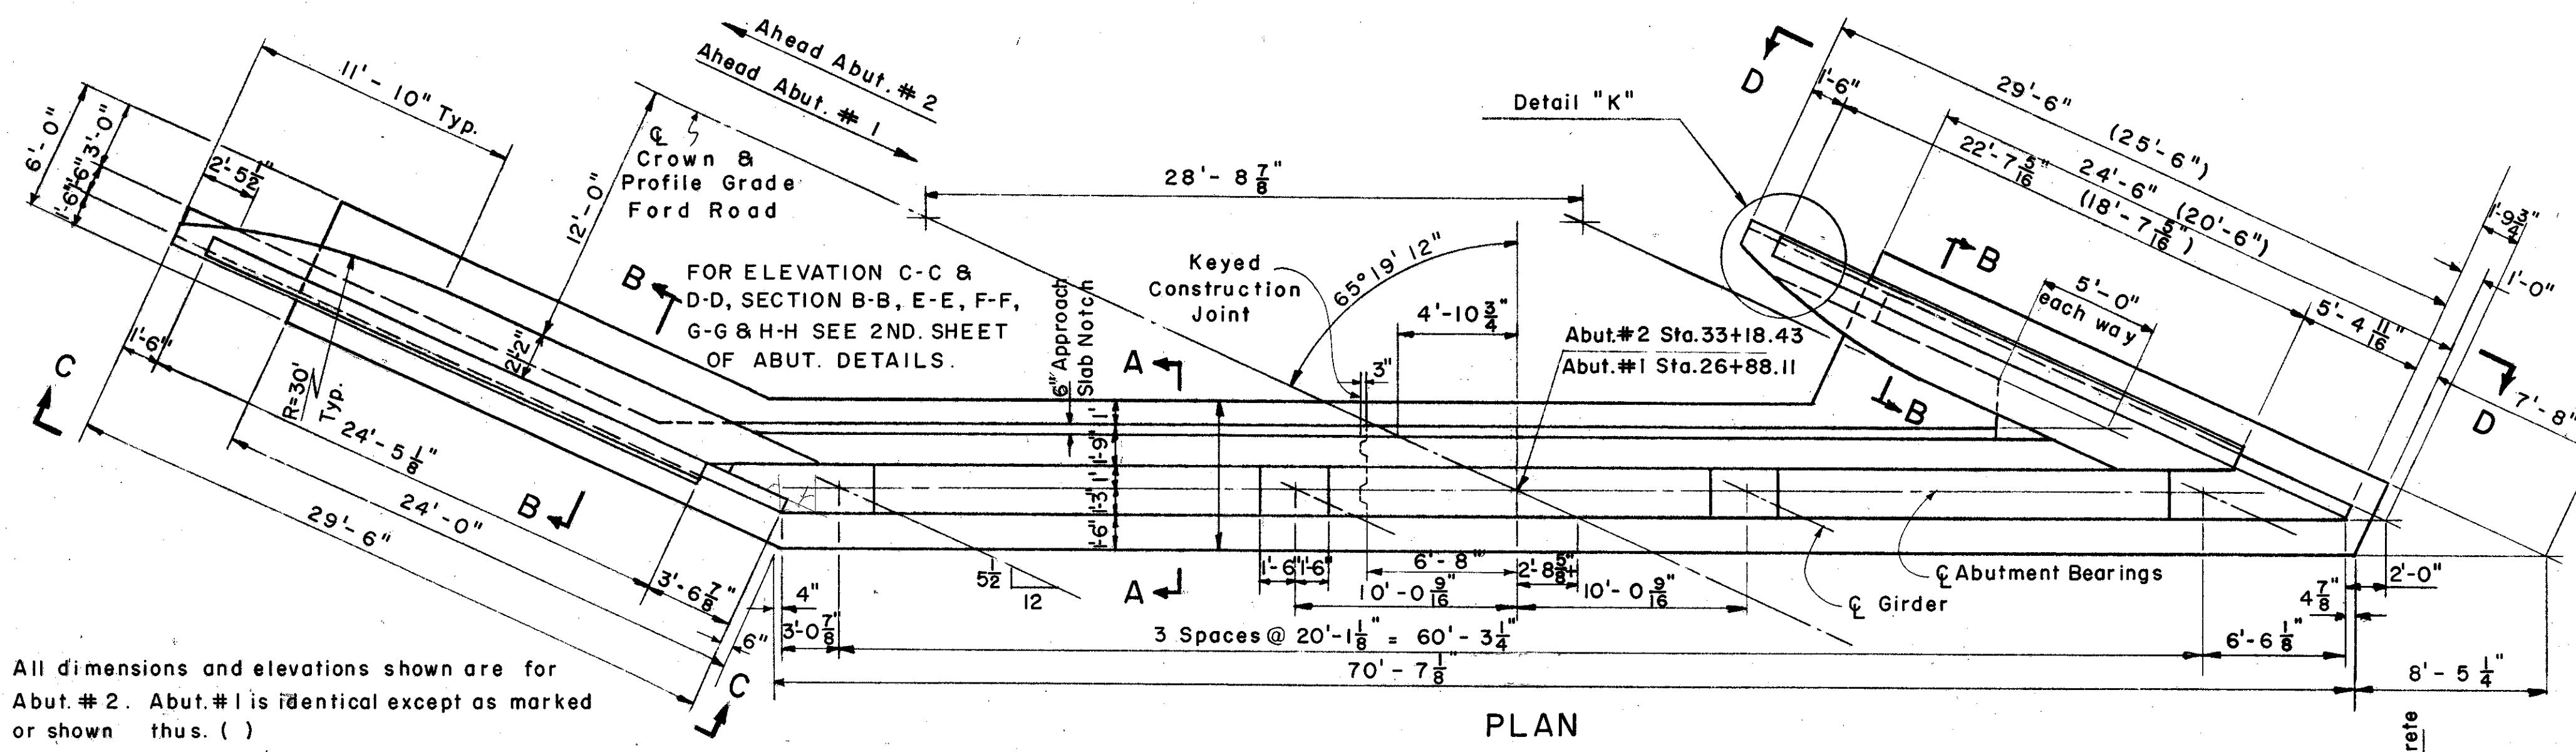 Ahead Abut. # 2
Ahead Abut. # 1
11'- 10" Typ.
6'-0"
3'-0"
1'-6"
1'-6"
2'-5 1/2"
℄
Crown &
Profile Grade
Ford Road
12'-0"
28'- 8 7/8"
Detail "K"
D
1'-6"
29'-6"
(25'-6")
22'-7 5/16"
24'-6" (20'-6")
(18'-7 5/16")
1'-9 3/4"
1'-0"
B
FOR ELEVATION C-C &
D-D, SECTION B-B, E-E, F-F,
G-G & H-H SEE 2ND. SHEET
OF ABUT. DETAILS.
Keyed
Construction
Joint
65° 19' 12"
B
5'-0"
each way
5'-4 11/16"
4'-10 3/4"
Abut.#2 Sta.33+18.43
Abut.#1 Sta.26+88.11
6" Approach
Slab Notch
A
3"
1'-6"
C
R=30'
Typ.
2'-2"
B
D
7'-8"
24'-5 1/8"
24'-0"
29'-6"
B
1'
1'-9"
1'
1'-3"
1'-6"
3'-6 7/8"
6"
C
5 1/2
12
A
1'-6"
1'-6"
6'-8"
2'-8 5/8"±
10'-0 9/16"
10'-0 9/16"
℄ Abutment Bearings
℄ Girder
4"
3'-0 7/8"
3 Spaces @ 20'-1 1/8" = 60'-3 1/4"
4 7/8"
2'-0"
6'-6 1/8"
70'-7 1/8"
8'-5 1/4"
All dimensions and elevations shown are for
Abut. # 2. Abut. # 1 is identical except as marked
or shown thus. ( )
PLAN
rete